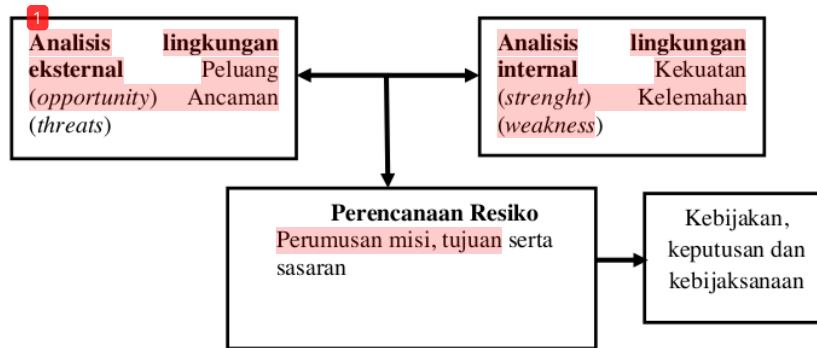 1
Analisis lingkungan
eksternal Peluang
(opportunity) Ancaman
(threats)
Analisis lingkungan
internal Kekuatan
(strenght) Kelemahan
(weakness)
Perencanaan Resiko
Perumusan misi, tujuan serta
sasaran
Kebijakan,
keputusan dan
kebijaksanaan